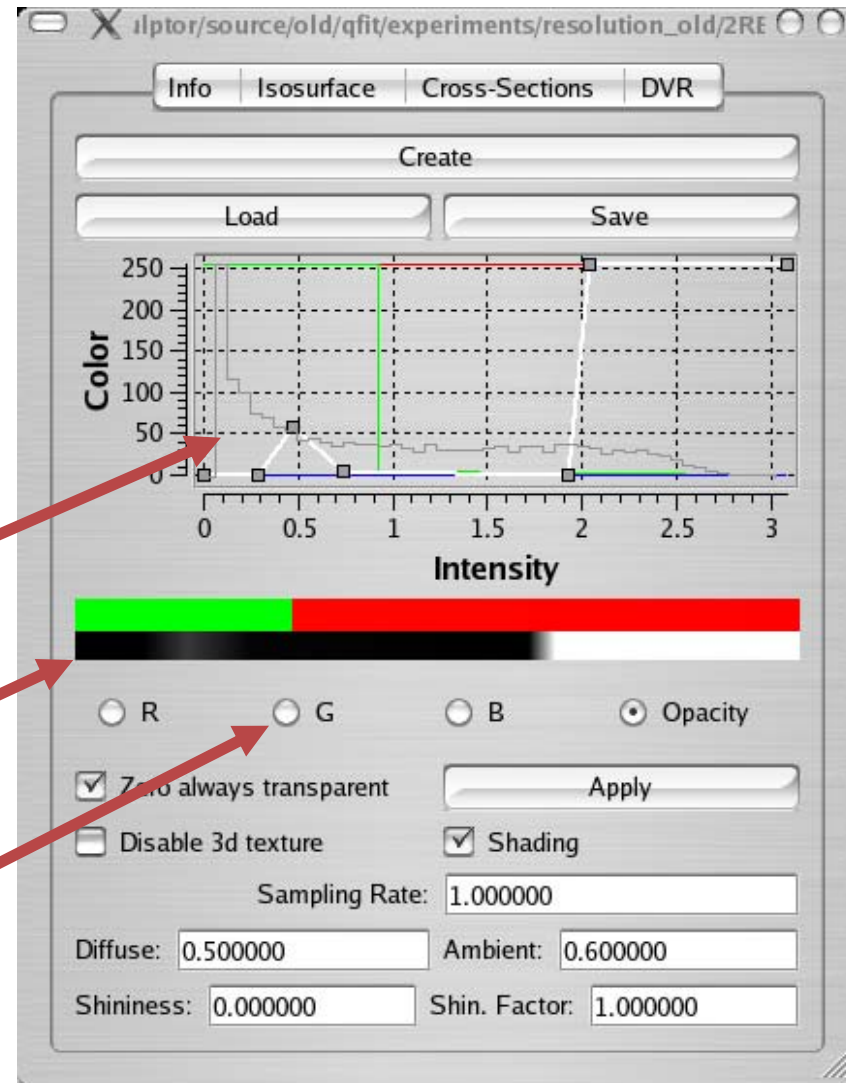 ulptor/source/old/qfit/experiments/resolution_old/2RE
Info Isosurface Cross-Sections DVR
Create
Load Save
250
200
150
100
50
0
Color
0 0.5 1 1.5 2 2.5 3
Intensity
R G B Opacity
Zero always transparent Apply
Disable 3d texture Shading
Sampling Rate: 1.000000
Diffuse: 0.500000 Ambient: 0.600000
Shininess: 0.000000 Shin. Factor: 1.000000